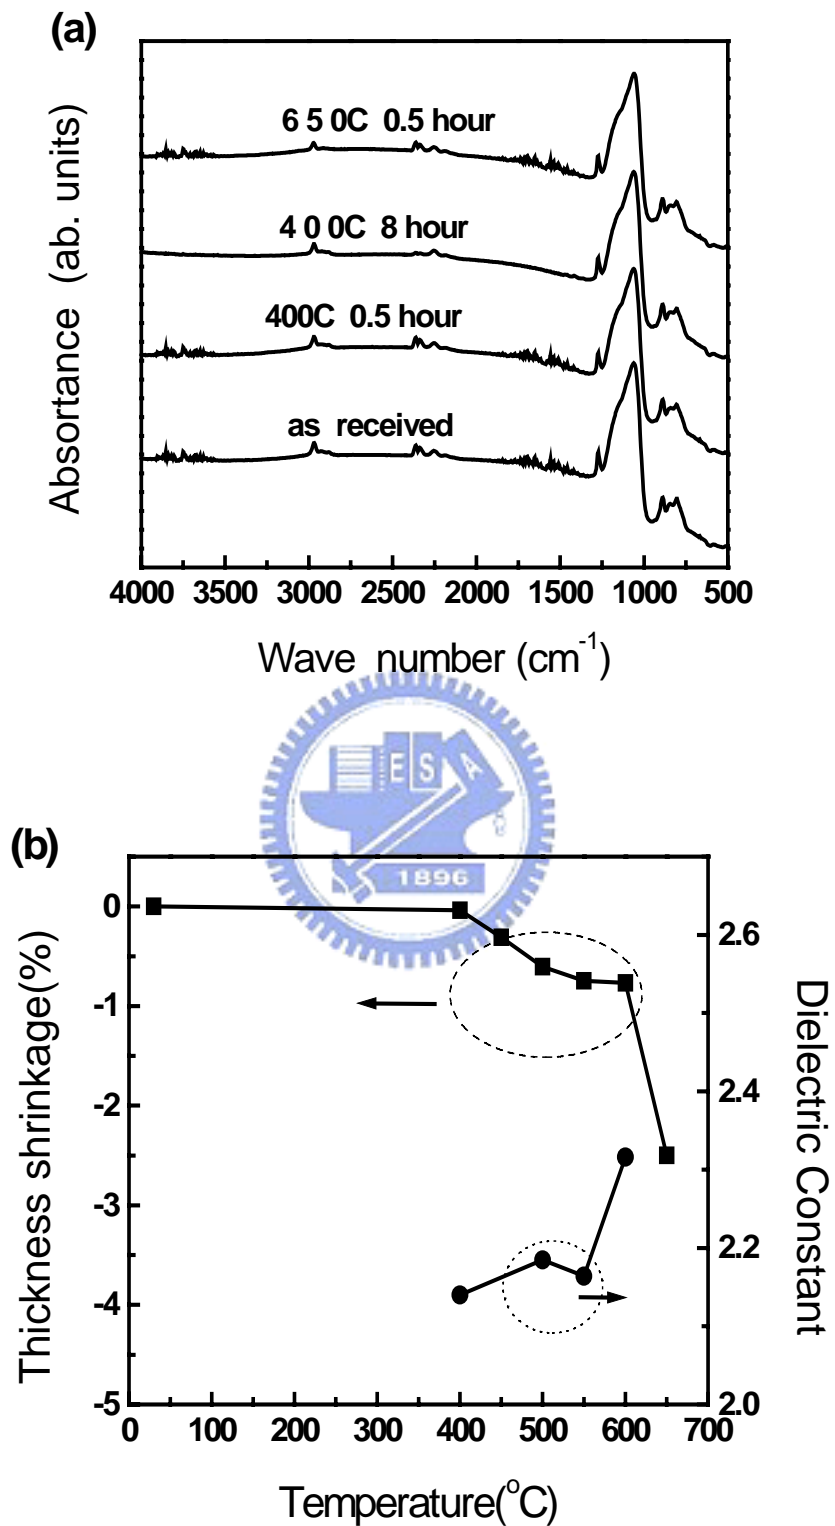 (a)
Absortance (ab. units)
6 5 0C 0.5 hour
4 0 0C 8 hour
400C 0.5 hour
as received
4000 3500 3000 2500 2000 1500 1000 500
Wave number (cm-1)
E S A
1896
(b)
Thickness shrinkage(%)
0
-1
-2
-3
-4
-5
2.6
2.4
2.2
2.0
Dielectric Constant
0 100 200 300 400 500 600 700
Temperature(oC)